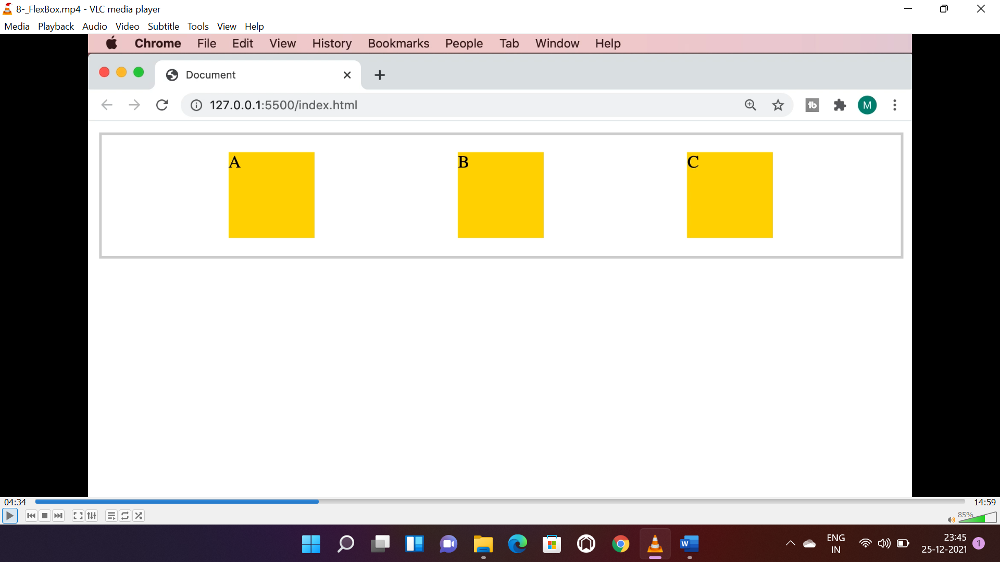 8-_FlexBox.mp4 - VLC media player
Media Playback Audio Video Subtitle Tools View Help
Chrome File Edit View History Bookmarks People Tab Window Help
Document
127.0.0.1:5500/index.html
tb
M
A B C
04:34
14:59
85%
W
ENG
IN
23:45
25-12-2021
1